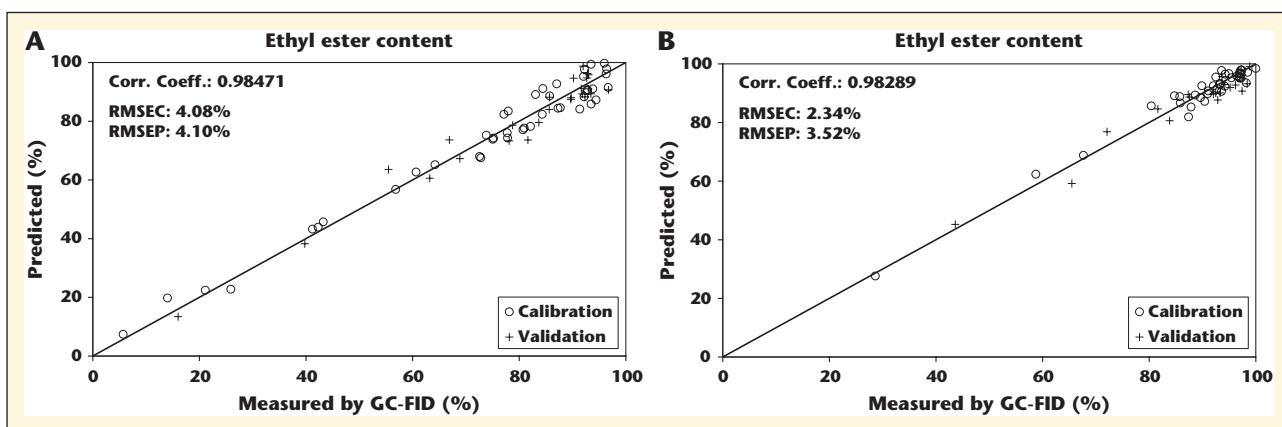 A
Ethyl ester content
Corr. Coeff.: 0.98471
RMSEC: 4.08%
RMSEP: 4.10%
Predicted (%)
100
80
60
40
20
0
0 20 40 60 80 100
Measured by GC-FID (%)
Calibration
Validation
B
Ethyl ester content
Corr. Coeff.: 0.98289
RMSEC: 2.34%
RMSEP: 3.52%
Predicted (%)
100
80
60
40
20
0
0 20 40 60 80 100
Measured by GC-FID (%)
Calibration
Validation